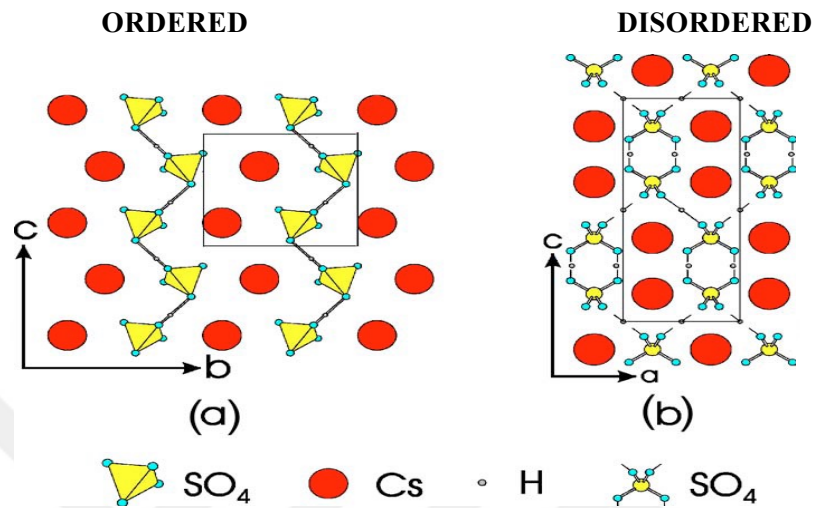 ORDERED DISORDERED
c c
b a
(a) (b)
SO₄ Cs H SO₄